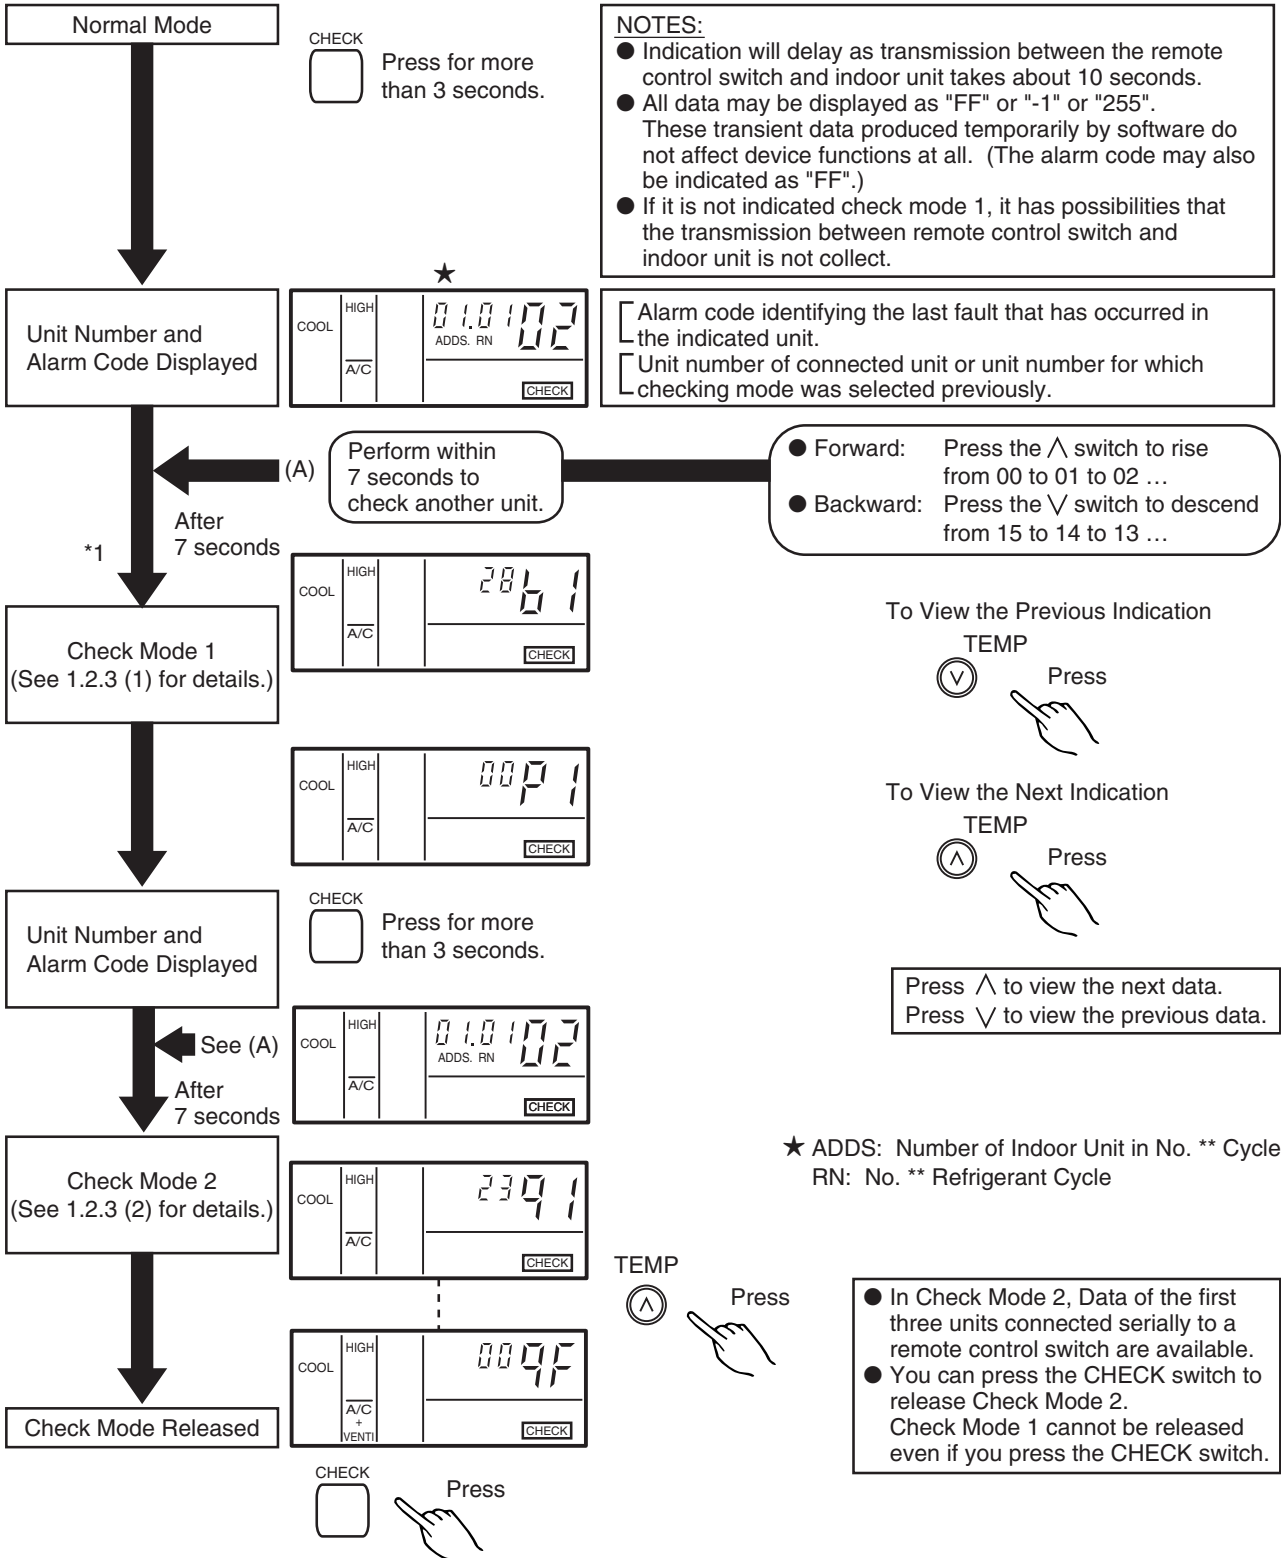 Normal Mode
CHECK
Press for more
than 3 seconds.
NOTES:
● Indication will delay as transmission between the remote
control switch and indoor unit takes about 10 seconds.
● All data may be displayed as "FF" or "-1" or "255".
These transient data produced temporarily by software do
not affect device functions at all. (The alarm code may also
be indicated as "FF".)
● If it is not indicated check mode 1, it has possibilities that
the transmission between remote control switch and
indoor unit is not collect.
Unit Number and
Alarm Code Displayed
★
COOL
HIGH
A/C
01.01 02
ADDS. RN
CHECK
Alarm code identifying the last fault that has occurred in
the indicated unit.
Unit number of connected unit or unit number for which
checking mode was selected previously.
(A)
Perform within
7 seconds to
check another unit.
● Forward: Press the ∧ switch to rise
from 00 to 01 to 02 …
● Backward: Press the ∨ switch to descend
from 15 to 14 to 13 …
After
7 seconds
*1
Check Mode 1
(See 1.2.3 (1) for details.)
COOL
HIGH
A/C
28 b1
CHECK
To View the Previous Indication
TEMP
∨
Press
COOL
HIGH
A/C
00 P1
CHECK
To View the Next Indication
TEMP
∧
Press
Unit Number and
Alarm Code Displayed
CHECK
Press for more
than 3 seconds.
Press ∧ to view the next data.
Press ∨ to view the previous data.
See (A)
After
7 seconds
COOL
HIGH
A/C
01.01 02
ADDS. RN
CHECK
★ ADDS: Number of Indoor Unit in No. ** Cycle
RN: No. ** Refrigerant Cycle
Check Mode 2
(See 1.2.3 (2) for details.)
COOL
HIGH
A/C
23 q1
CHECK
TEMP
∧
Press
● In Check Mode 2, Data of the first
three units connected serially to a
remote control switch are available.
● You can press the CHECK switch to
release Check Mode 2.
Check Mode 1 cannot be released
even if you press the CHECK switch.
COOL
HIGH
A/C
+
VENTI
00 qF
CHECK
Check Mode Released
CHECK
Press